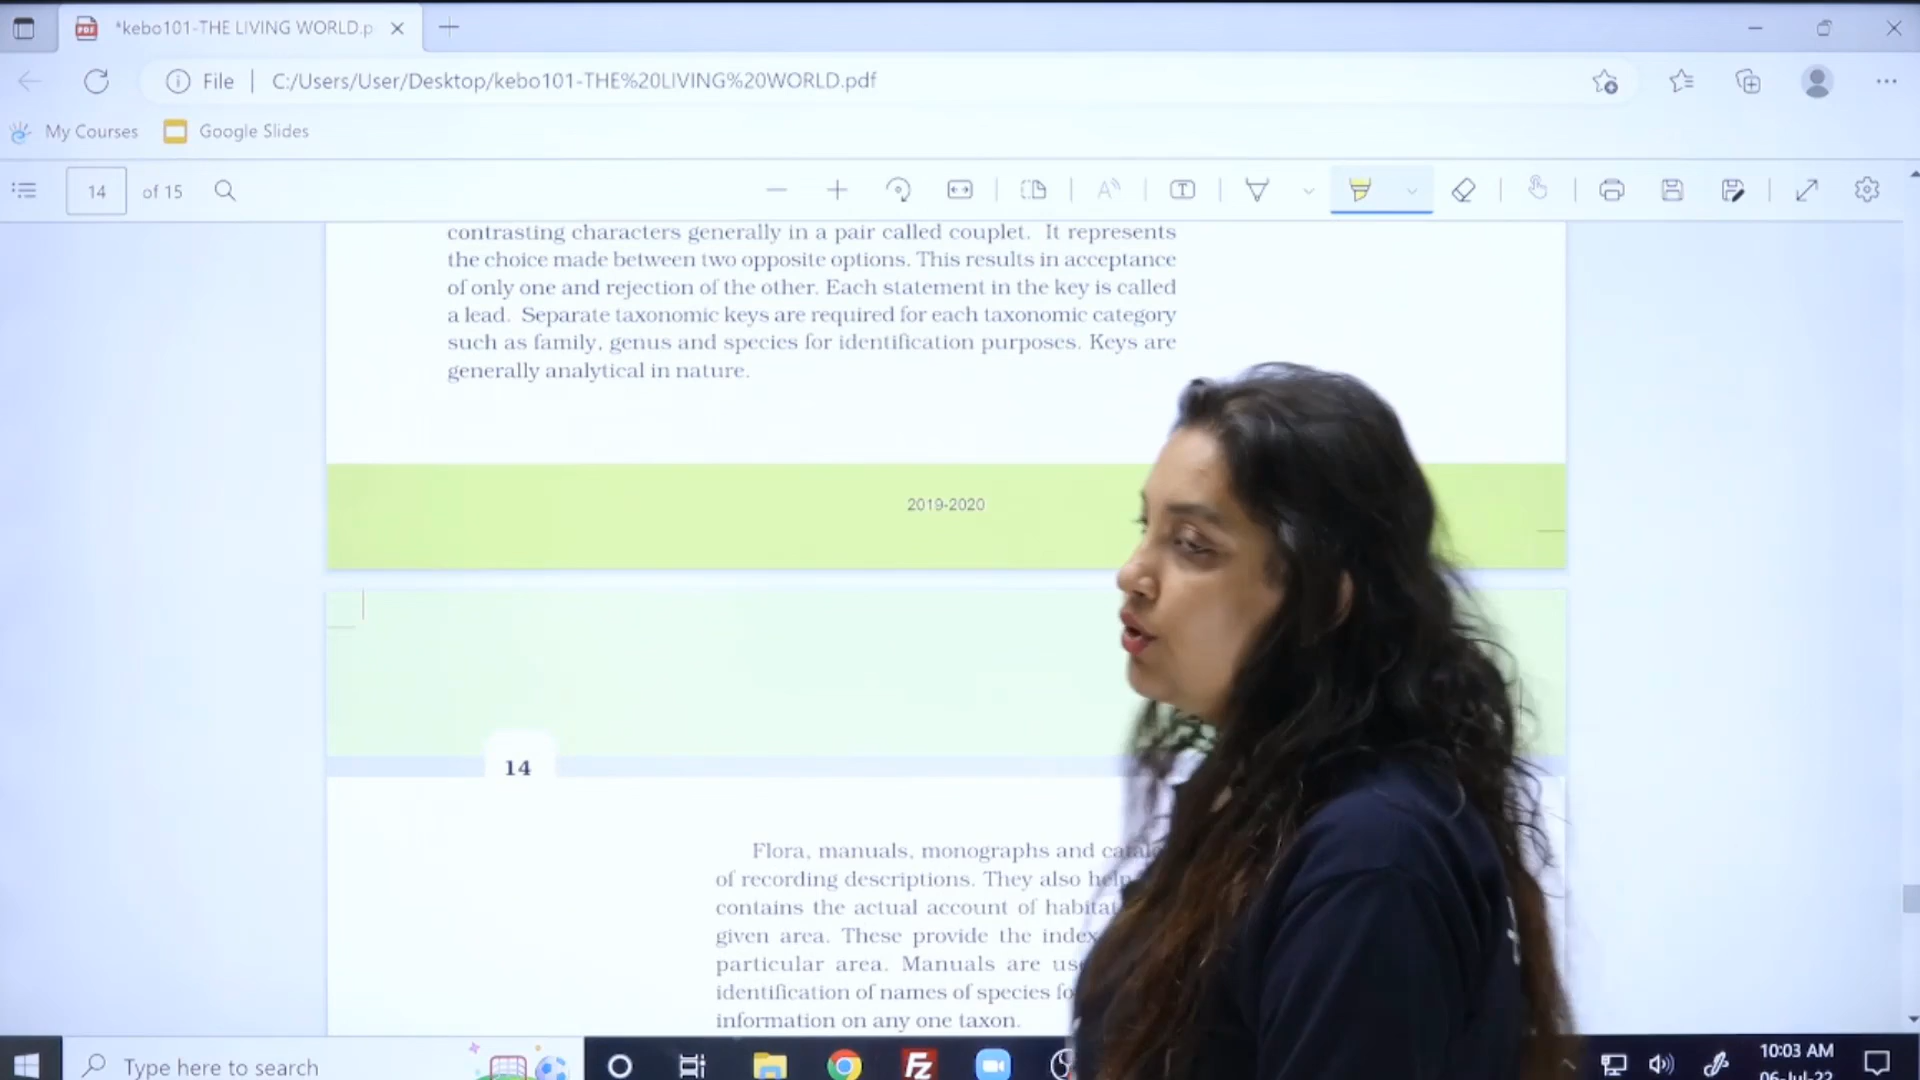 *kebo101-THE LIVING WORLD.p
File
C:/Users/User/Desktop/kebo101-THE%20LIVING%20WORLD.pdf
My Courses
Google Slides
14
of 15
contrasting characters generally in a pair called couplet. It represents
the choice made between two opposite options. This results in acceptance
of only one and rejection of the other. Each statement in the key is called
a lead. Separate taxonomic keys are required for each taxonomic category
such as family, genus and species for identification purposes. Keys are
generally analytical in nature.
2019-2020
14
Flora, manuals, monographs and
of recording descriptions. They also help
contains the actual account of habitat
given area. These provide the index
particular area. Manuals are
identification of names of species
information on any one taxon.
Type here to search
10:03 AM
06-Jul-22